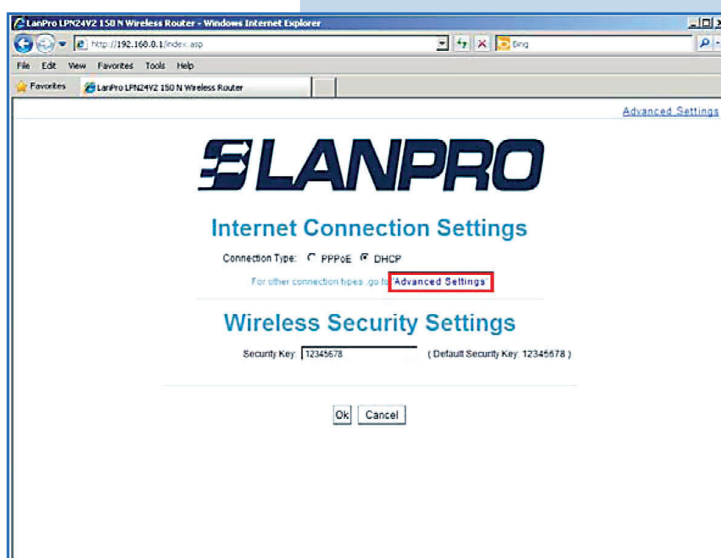 LanPro LPN24V2 150 N Wireless Router - Windows Internet Explorer
http://192.168.0.1/index.asp
Bing
File Edit View Favorites Tools Help
Favorites LanPro LPN24V2 150 N Wireless Router
Advanced Settings
LANPRO
Internet Connection Settings
Connection Type: PPPoE DHCP
For other connection types ,go to 'Advanced Settings'
Wireless Security Settings
Security Key: 12345678 ( Default Security Key: 12345678 )
Ok Cancel